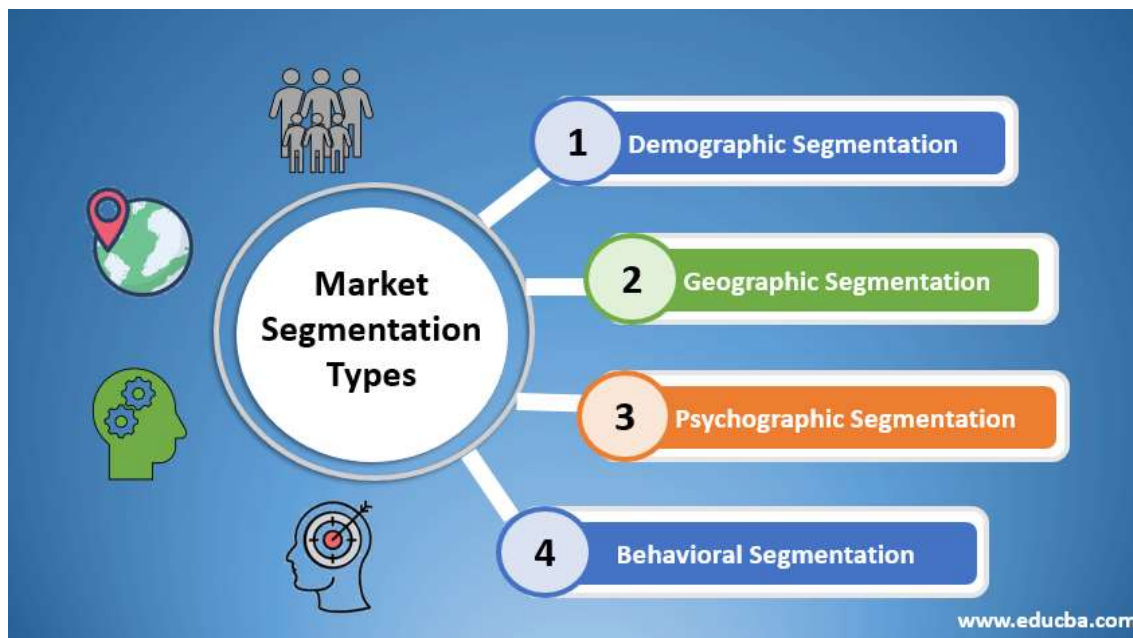 Market
Segmentation
Types
1
Demographic Segmentation
2
Geographic Segmentation
3
Psychographic Segmentation
4
Behavioral Segmentation
www.educba.com